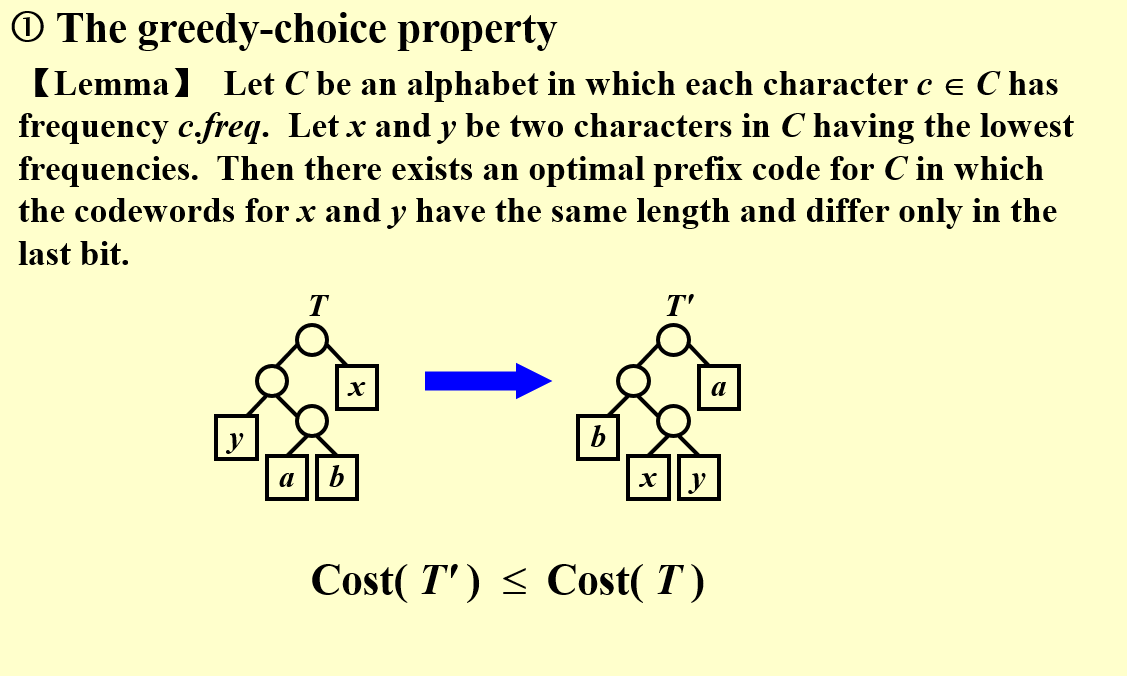 ① The greedy-choice property
【Lemma】 Let C be an alphabet in which each character c ∈ C has
frequency c.freq. Let x and y be two characters in C having the lowest
frequencies. Then there exists an optimal prefix code for C in which
the codewords for x and y have the same length and differ only in the
last bit.
T T′
x a
y b
a b x y
Cost( T′ ) ≤ Cost( T )